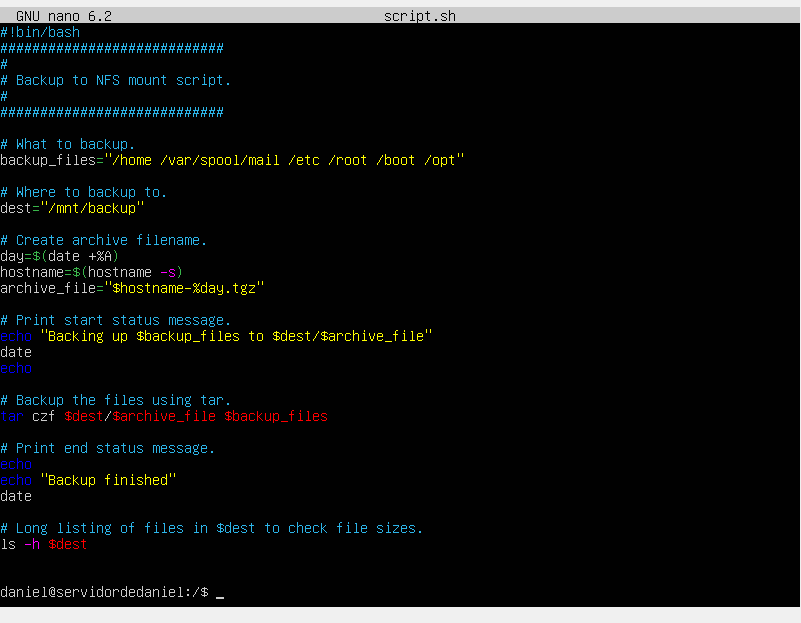 GNU nano 6.2 script.sh
#!bin/bash
############################
#
# Backup to NFS mount script.
#
############################
# What to backup.
backup_files="/home /var/spool/mail /etc /root /boot /opt"
# Where to backup to.
dest="/mnt/backup"
# Create archive filename.
day=$(date +%A)
hostname=$(hostname -s)
archive_file="$hostname-%day.tgz"
# Print start status message.
echo "Backing up $backup_files to $dest/$archive_file"
date
echo
# Backup the files using tar.
tar czf $dest/$archive_file $backup_files
# Print end status message.
echo
echo "Backup finished"
date
# Long listing of files in $dest to check file sizes.
ls -h $dest
daniel@servidordedaniel:/$ _